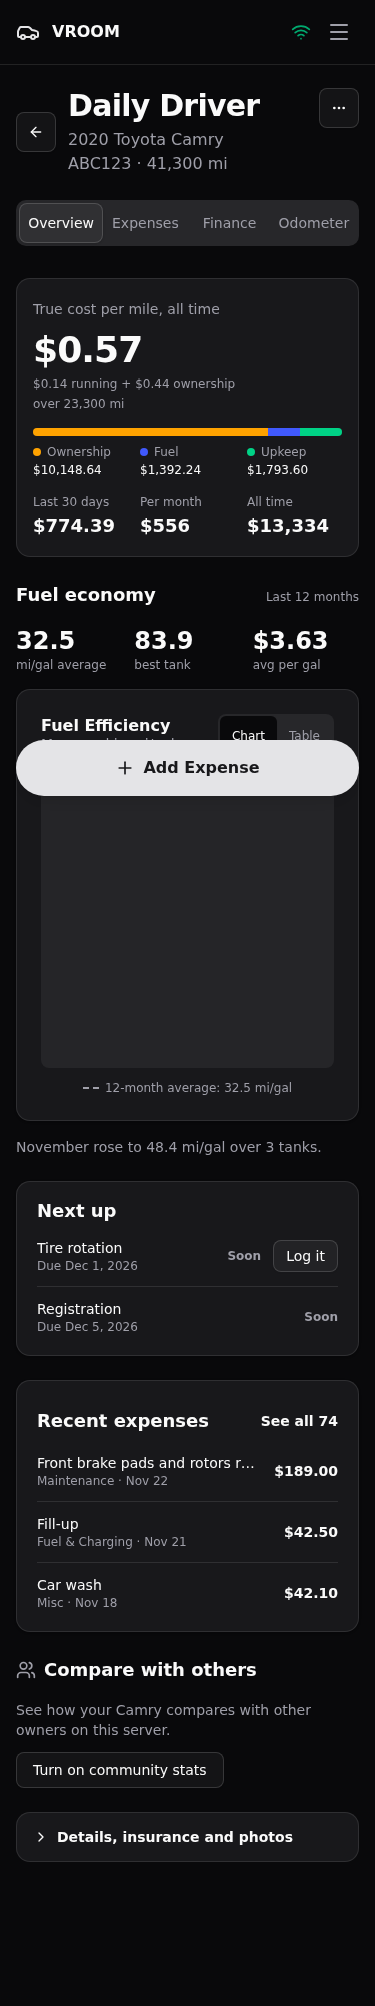 VROOM
Daily Driver
2020 Toyota Camry
ABC123 · 41,300 mi
Overview
Expenses
Finance
Odometer
True cost per mile, all time
$0.57
$0.14 running + $0.44 ownership
over 23,300 mi
Ownership
Fuel
Upkeep
$10,148.64
$1,392.24
$1,793.60
Last 30 days
Per month
All time
$774.39
$556
$13,334
Fuel economy
Last 12 months
32.5
83.9
$3.63
mi/gal average
best tank
avg per gal
Fuel Efficiency
Chart
Table
Add Expense
12-month average: 32.5 mi/gal
November rose to 48.4 mi/gal over 3 tanks.
Next up
Tire rotation
Due Dec 1, 2026
Soon
Log it
Registration
Due Dec 5, 2026
Soon
Recent expenses
See all 74
Front brake pads and rotors r...
Maintenance · Nov 22
$189.00
Fill-up
Fuel & Charging · Nov 21
$42.50
Car wash
Misc · Nov 18
$42.10
Compare with others
See how your Camry compares with other
owners on this server.
Turn on community stats
Details, insurance and photos